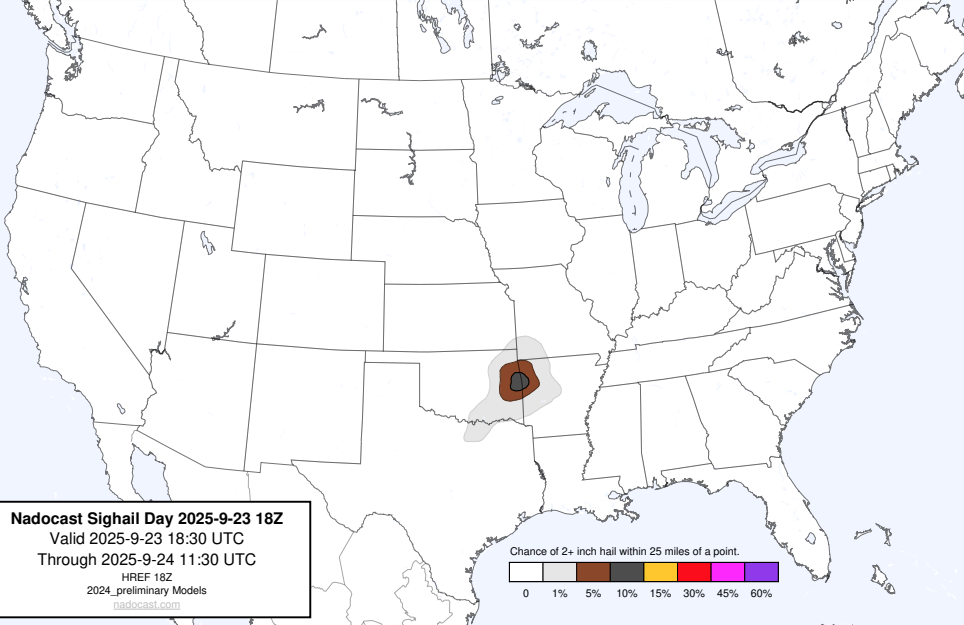 Nadocast Sighail Day 2025-9-23 18Z
Valid 2025-9-23 18:30 UTC
Through 2025-9-24 11:30 UTC
HREF 18Z
2024_preliminary Models
nadocast.com
Chance of 2+ inch hail within 25 miles of a point.
0 1% 5% 10% 15% 30% 45% 60%